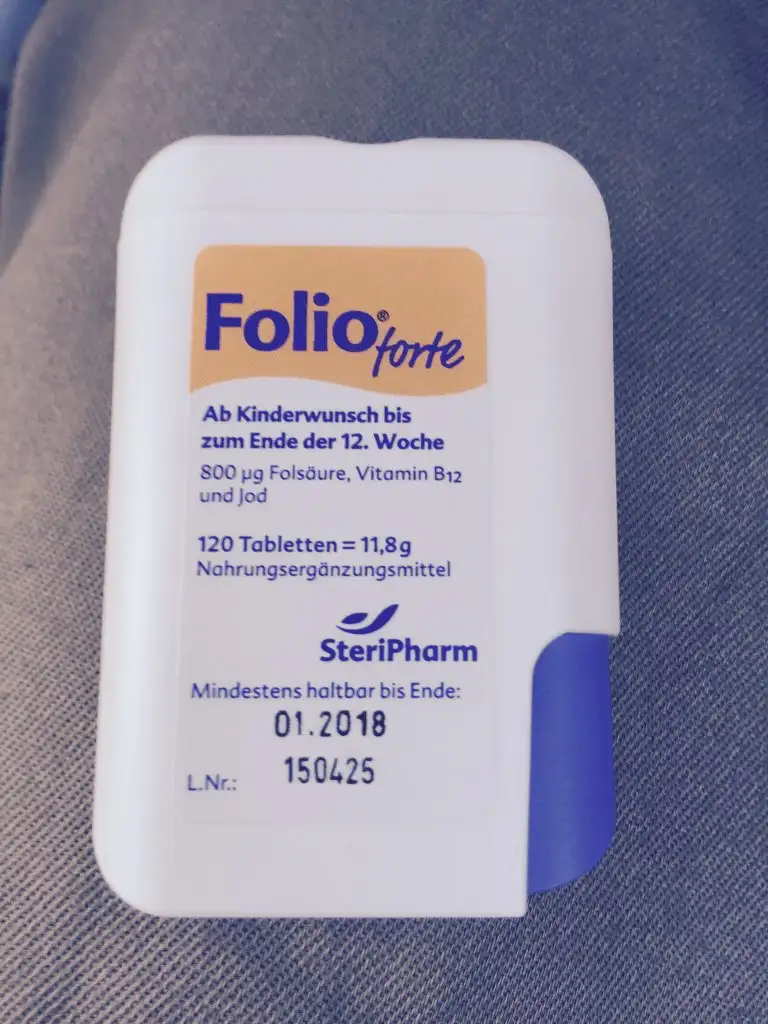 Folio® forte
Ab Kinderwunsch bis
zum Ende der 12. Woche
800 µg Folsäure, Vitamin B12
und Jod
120 Tabletten = 11,8 g
Nahrungsergänzungsmittel
SteriPharm
Mindestens haltbar bis Ende:
01.2018
L.Nr.: 150425